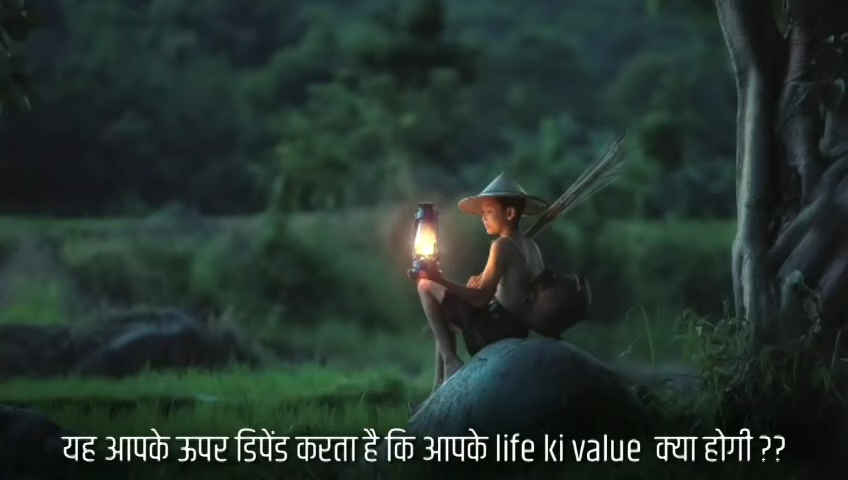 यह आपके ऊपर डिपेंड करता है कि आपके life ki value क्या होगी ??